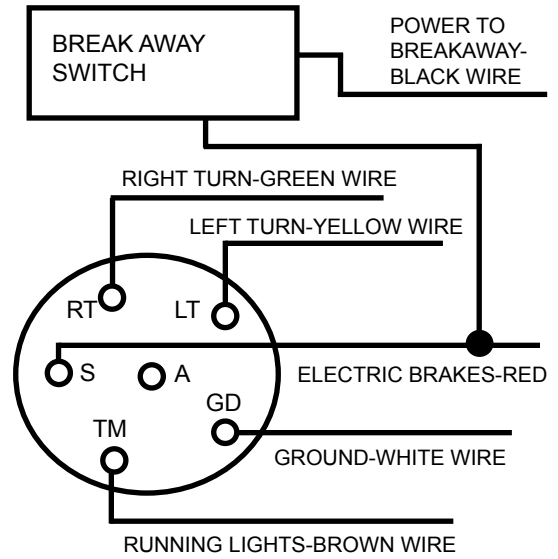 BREAK AWAY
SWITCH
POWER TO
BREAKAWAY-
BLACK WIRE
RIGHT TURN-GREEN WIRE
LEFT TURN-YELLOW WIRE
RT
LT
S
A
ELECTRIC BRAKES-RED
GD
TM
GROUND-WHITE WIRE
RUNNING LIGHTS-BROWN WIRE